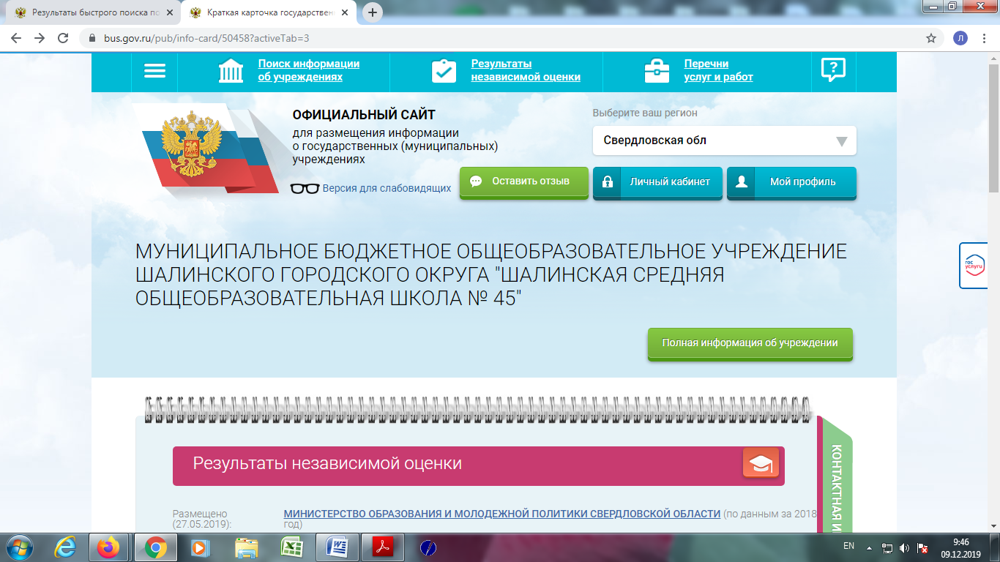 Результаты быстрого поиска по
Краткая карточка государствен
bus.gov.ru/pub/info-card/50458?activeTab=3
Л
Поиск информации
об учреждениях
Результаты
независимой оценки
Перечни
услуг и работ
ОФИЦИАЛЬНЫЙ САЙТ
для размещения информации
о государственных (муниципальных)
учреждениях
Версия для слабовидящих
Выберите ваш регион
Свердловская обл
Оставить отзыв
Личный кабинет
Мой профиль
гос
услуги
МУНИЦИПАЛЬНОЕ БЮДЖЕТНОЕ ОБЩЕОБРАЗОВАТЕЛЬНОЕ УЧРЕЖДЕНИЕ
ШАЛИНСКОГО ГОРОДСКОГО ОКРУГА "ШАЛИНСКАЯ СРЕДНЯЯ
ОБЩЕОБРАЗОВАТЕЛЬНАЯ ШКОЛА № 45"
Полная информация об учреждении
Результаты независимой оценки
КОНТАКТНАЯ И
Размещено
(27.05.2019):
МИНИСТЕРСТВО ОБРАЗОВАНИЯ И МОЛОДЕЖНОЙ ПОЛИТИКИ СВЕРДЛОВСКОЙ ОБЛАСТИ (по данным за 2018
год)
EN
9:46
09.12.2019